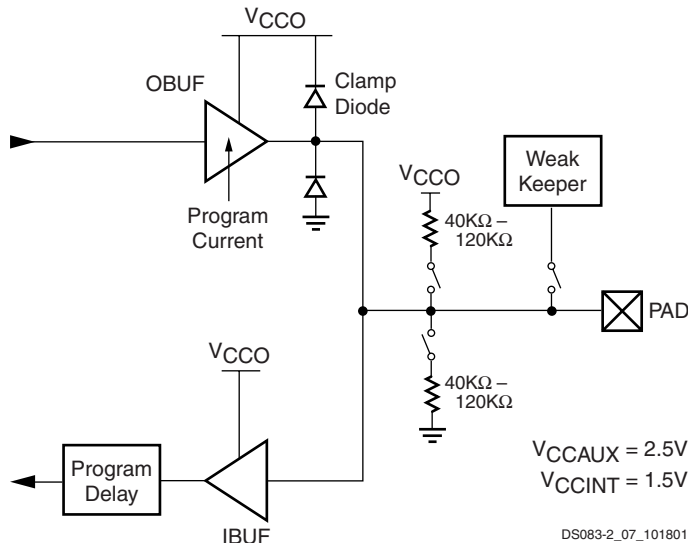 VCCO
OBUF
Clamp
Diode
Program
Current
VCCO
40KΩ –
120KΩ
Weak
Keeper
PAD
40KΩ –
120KΩ
VCCO
Program
Delay
IBUF
VCCAUX = 2.5V
VCCINT = 1.5V
DS083-2_07_101801